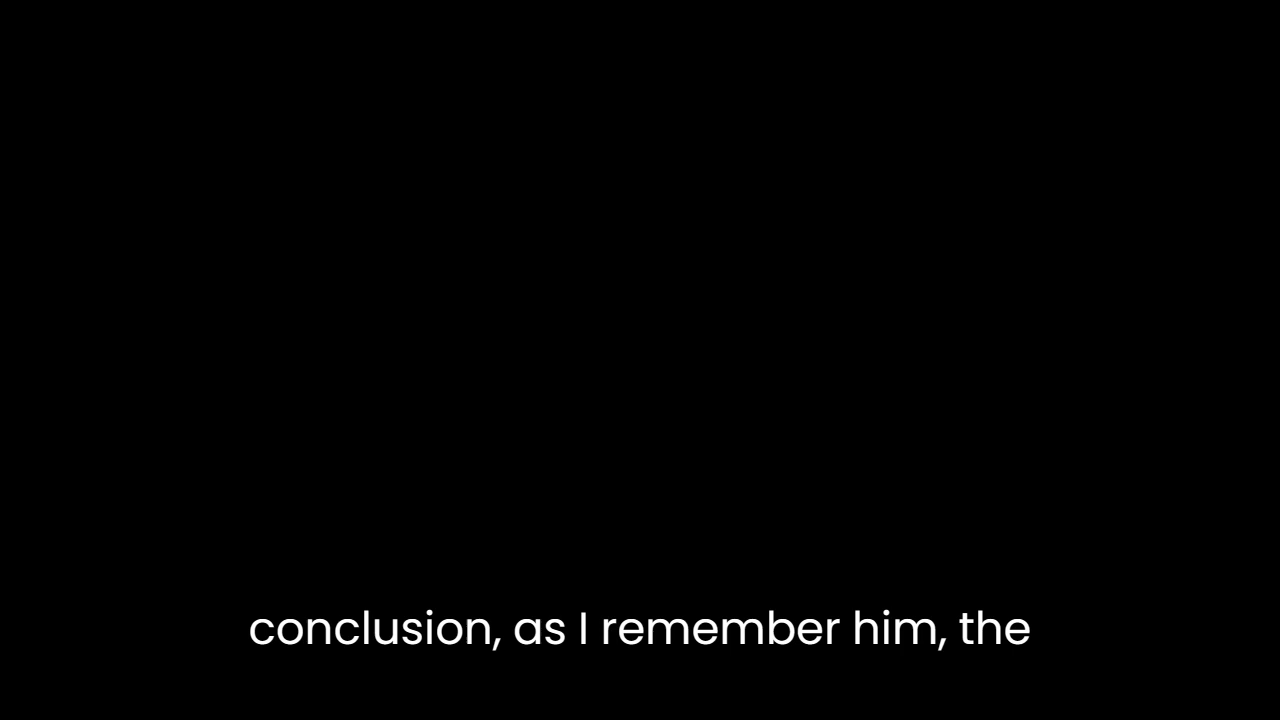 conclusion, as I remember him, the